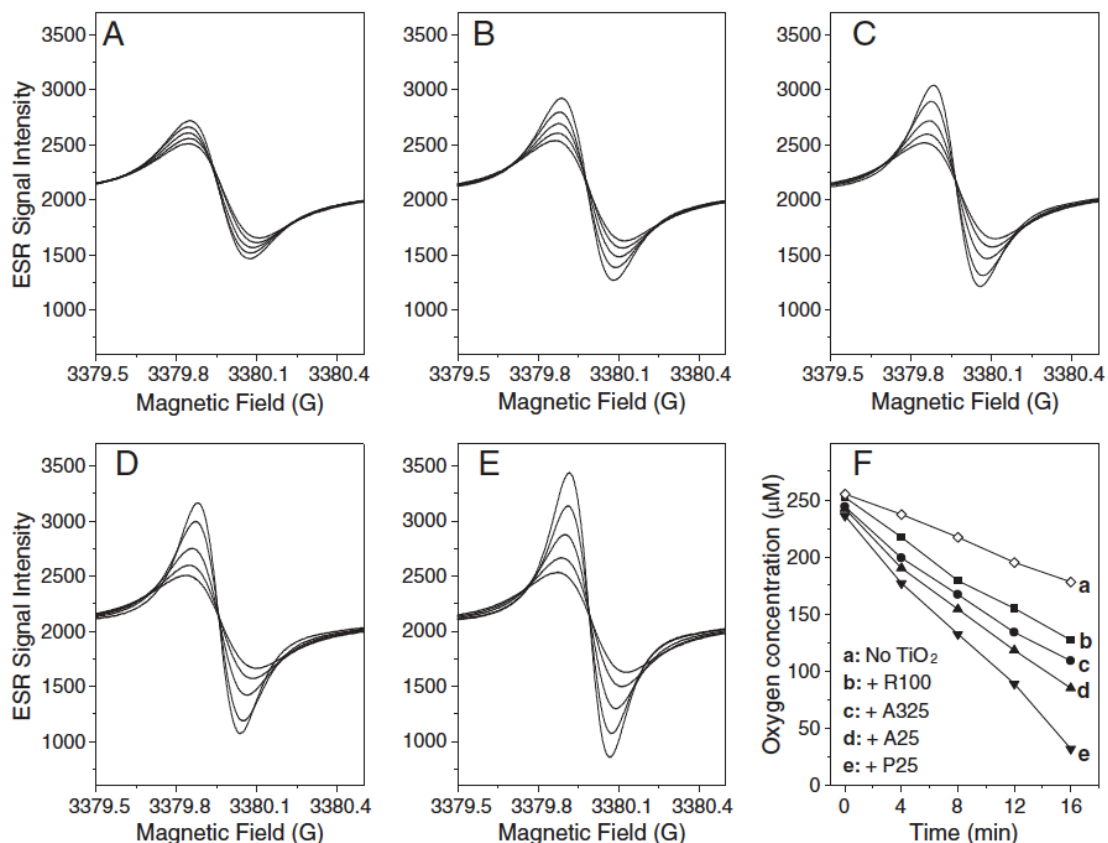 A
B
C
3500
3000
2500
2000
1500
1000
ESR Signal Intensity
3379.5 3379.8 3380.1 3380.4
Magnetic Field (G)
3500
3000
2500
2000
1500
1000
3379.5 3379.8 3380.1 3380.4
Magnetic Field (G)
3500
3000
2500
2000
1500
1000
3379.5 3379.8 3380.1 3380.4
Magnetic Field (G)
D
E
F
3500
3000
2500
2000
1500
1000
ESR Signal Intensity
3379.5 3379.8 3380.1 3380.4
Magnetic Field (G)
3500
3000
2500
2000
1500
1000
3379.5 3379.8 3380.1 3380.4
Magnetic Field (G)
250
200
150
100
50
0
Oxygen concentration (μM)
a
b
c
d
e
a: No TiO₂
b: + R100
c: + A325
d: + A25
e: + P25
0 4 8 12 16
Time (min)